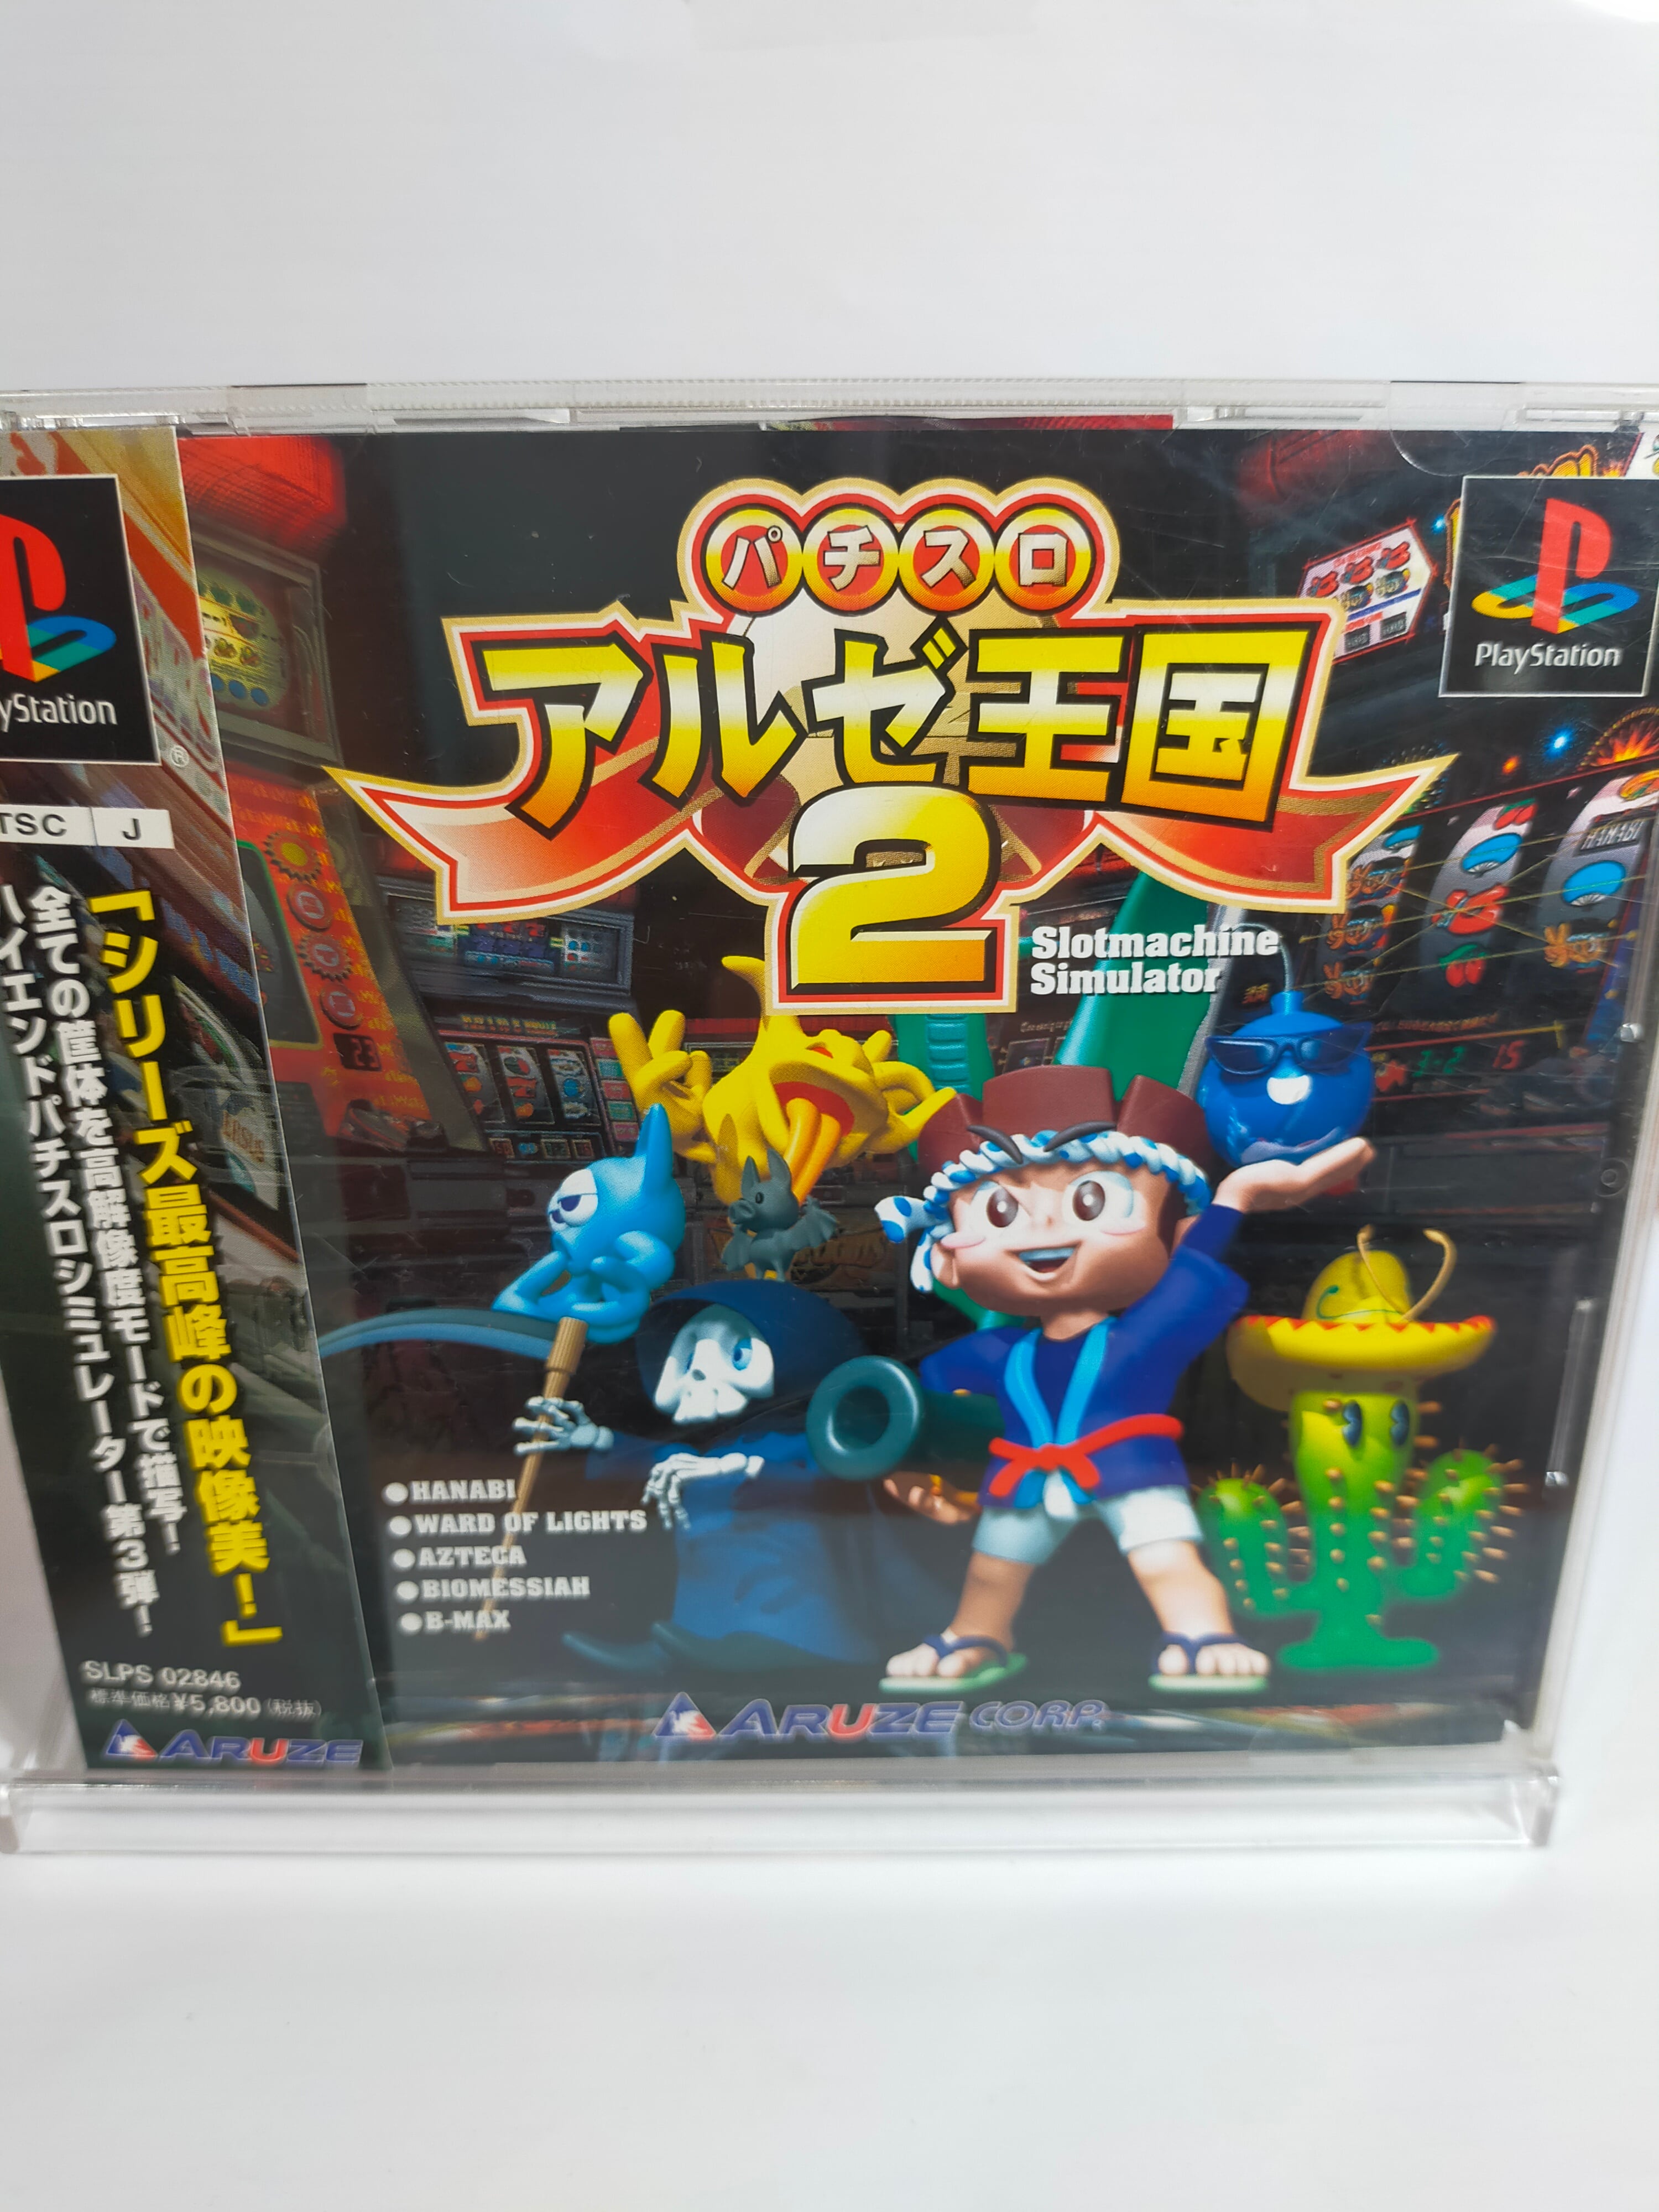 パチスロ
アルゼ王国
2
Slotmachine
Simulator
PlayStation
HANABI
●HANABI
●WARD OF LIGHTS
●AZTECA
●BIOMESSIAH
●B-MAX
ARUZE CORP.
yStation
®
TSC J
「シリーズ最高峰の映像美！」
全ての筐体を高解像度モードで描写！
ハイエンドパチスロシミュレーター第3弾！
SLPS 02846
標準価格¥5,800(税抜)
ARUZE